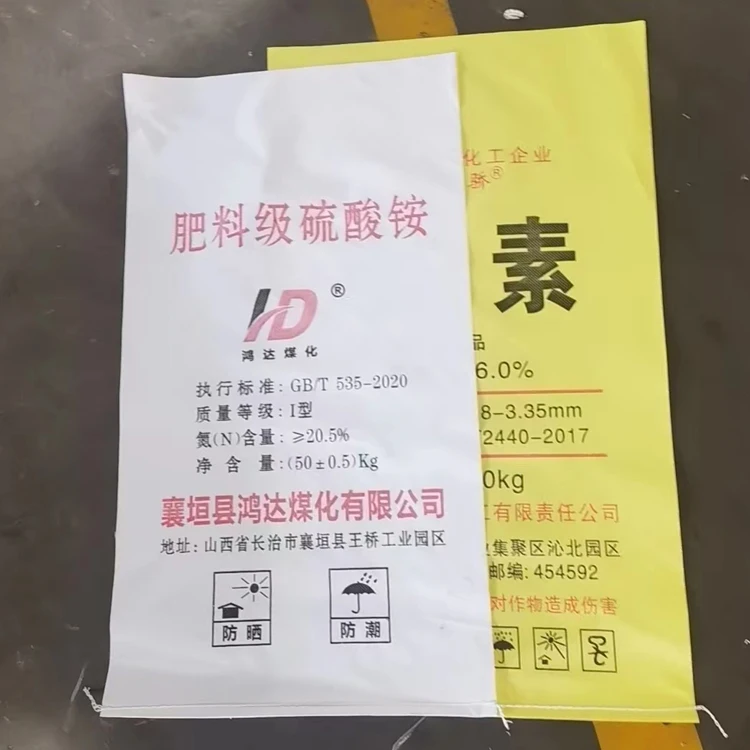 肥料级硫酸铵
HD®
鸿达煤化
执行标准：GB/T 535-2020
质量等级：I型
氮(N)含量：≥20.5%
净含量：(50±0.5)Kg
襄垣县鸿达煤化有限公司
地址：山西省长治市襄垣县王桥工业园区
防晒
防潮
化工企业
®
素
品
6.0%
8-3.35mm
2440-2017
0kg
工有限责任公司
集聚区沁北园区
邮编：454592
对作物造成伤害